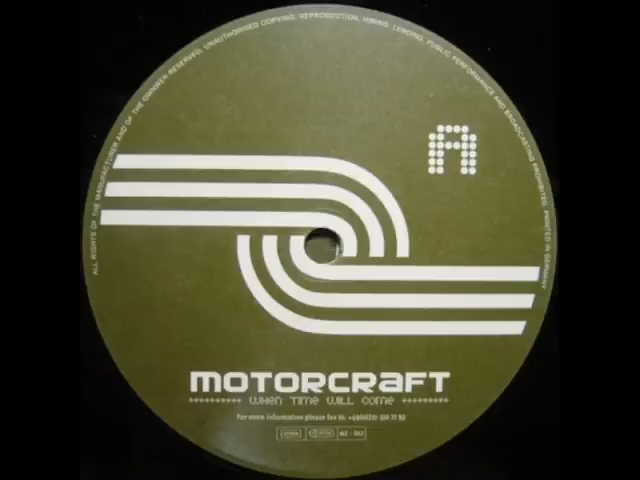 ALL RIGHTS OF THE MANUFACTURER AND OF THE OWNRER RESERVED. UNAUTHORISED COPYING, REPRODUCTION, HIRING, LENDING, PUBLIC PERFORMANCE AND BROADCASTING PROHIBITED. PRINTED IN GERMANY
A
MOTORCRAFT
WHEN TIME WILL COME
For more information please fax to: